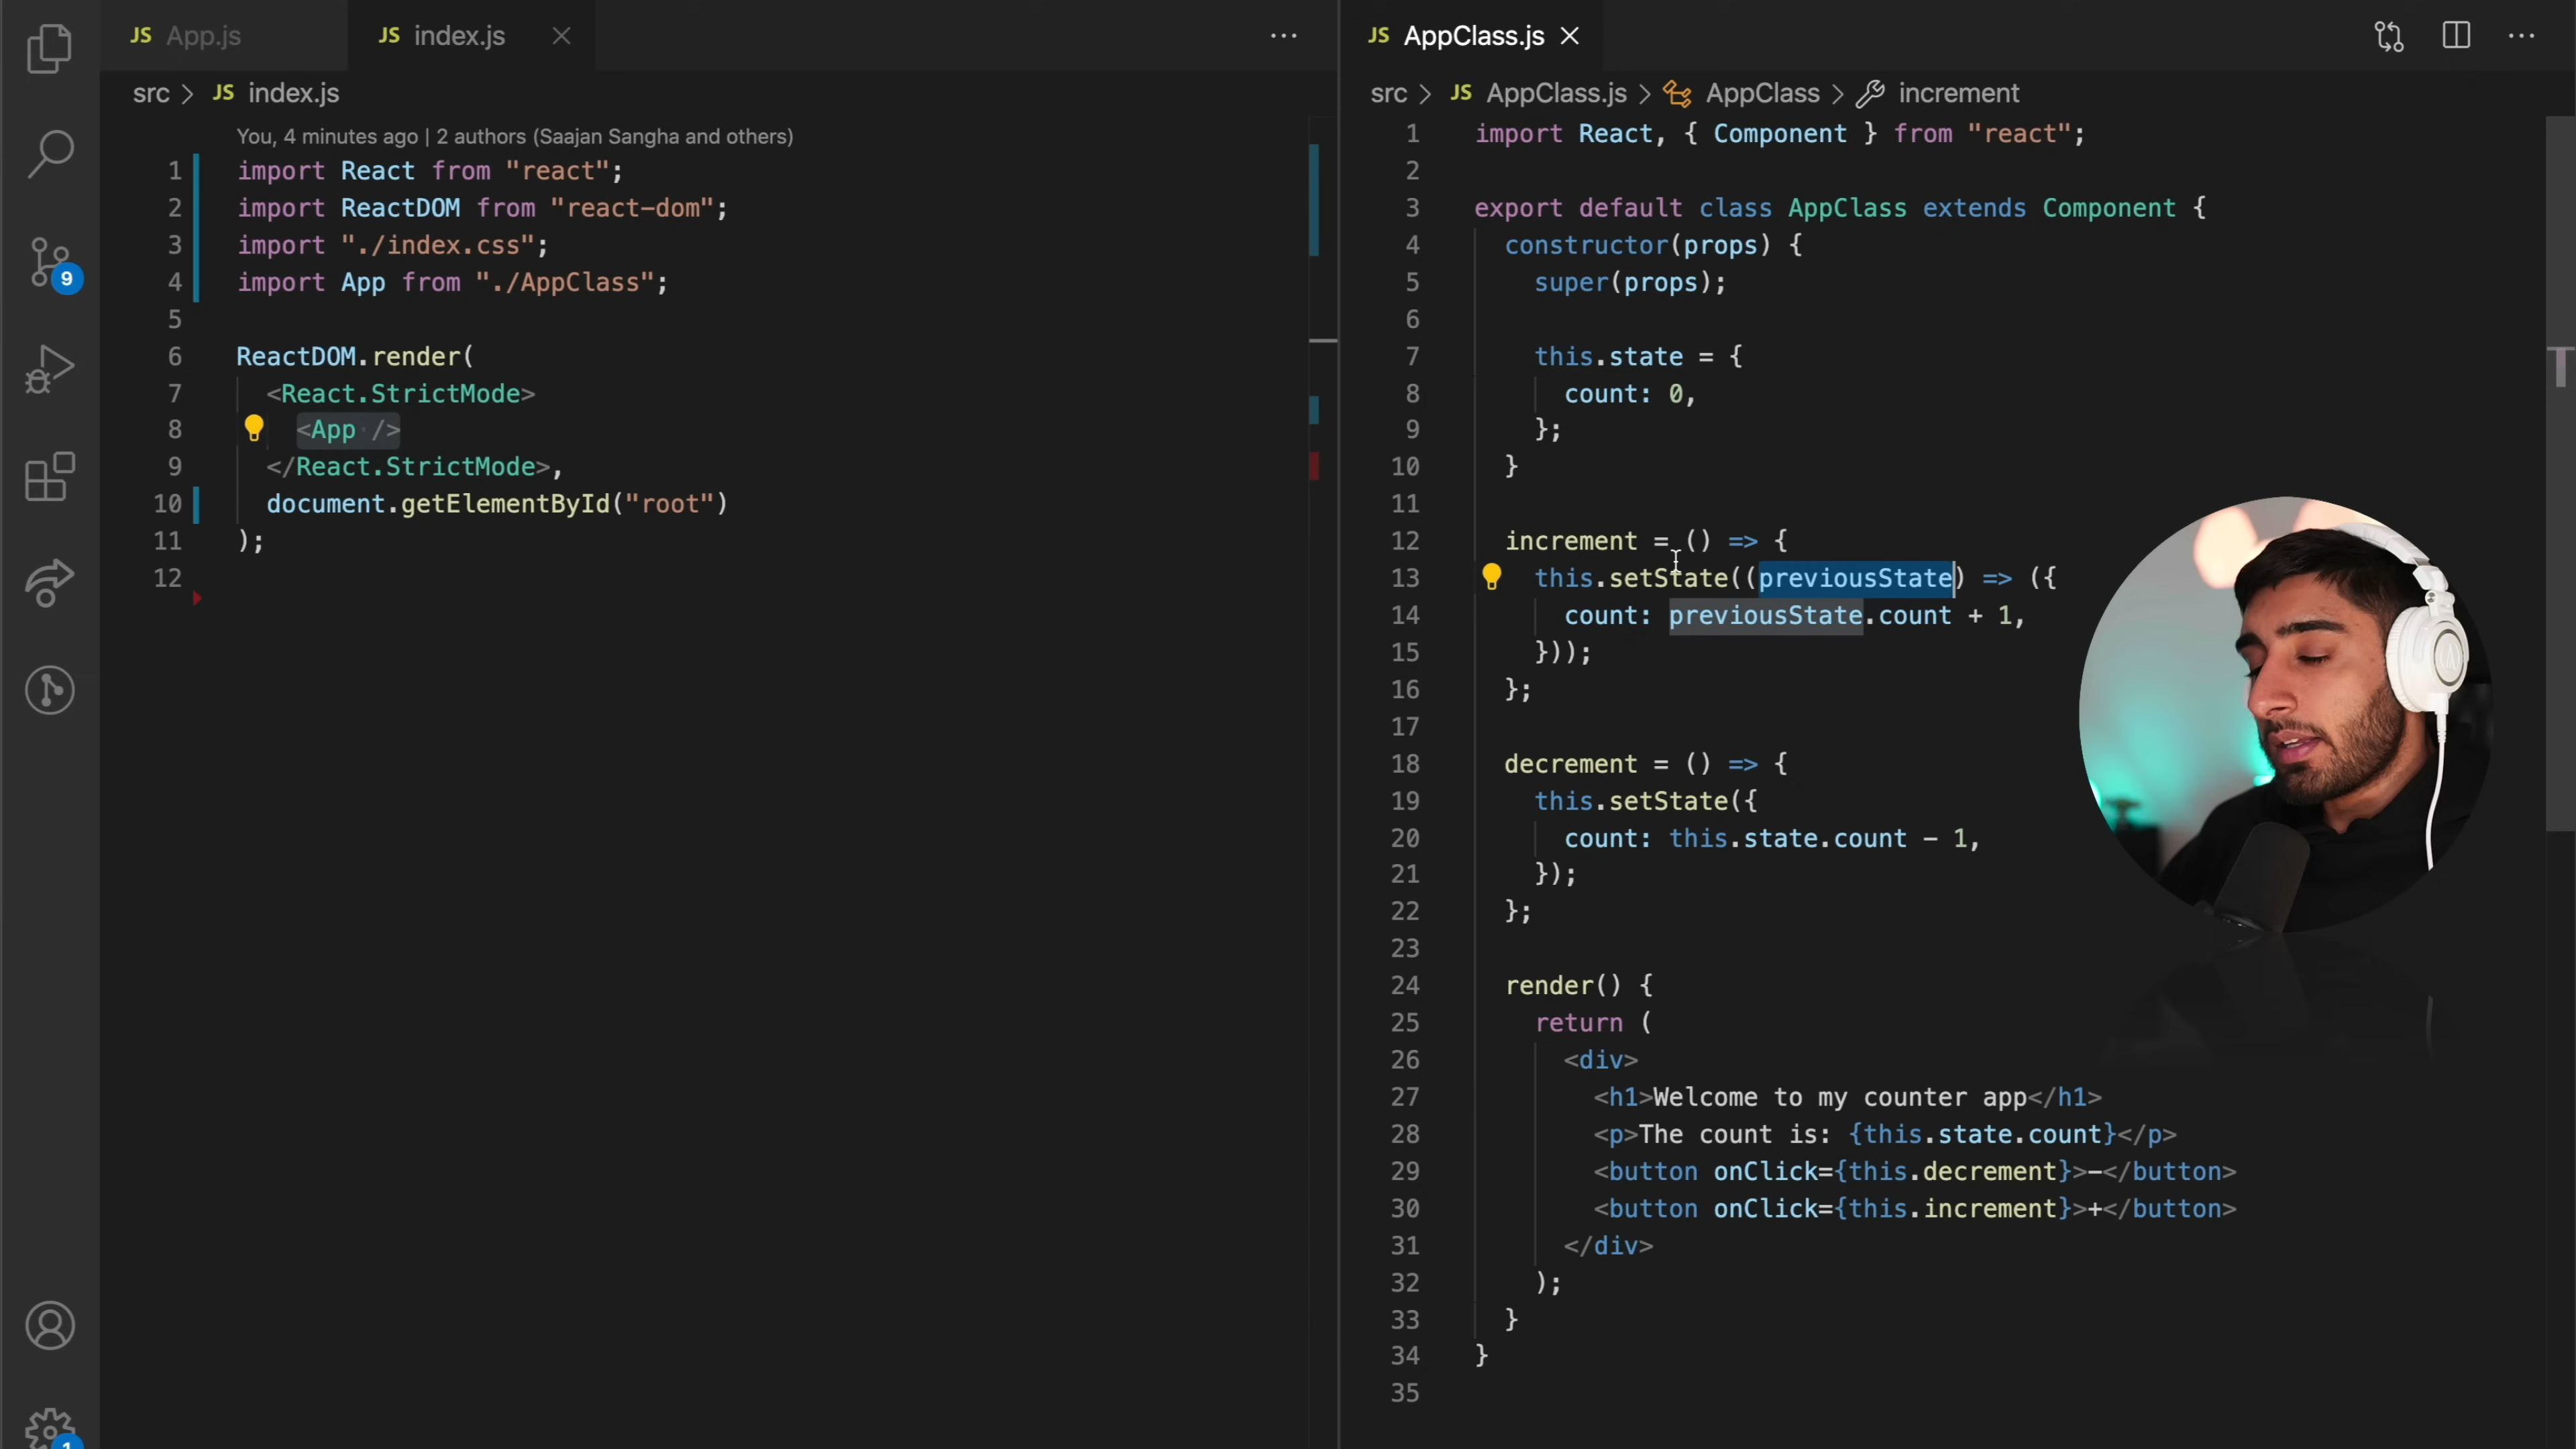 JS App.js
JS index.js
src > JS index.js
You, 4 minutes ago | 2 authors (Saajan Sangha and others)
1 import React from "react";
2 import ReactDOM from "react-dom";
3 import "./index.css";
4 import App from "./AppClass";
5
6 ReactDOM.render(
7 <React.StrictMode>
8 <App />
9 </React.StrictMode>,
10 document.getElementById("root")
11 );
12
9
1
JS AppClass.js
src > JS AppClass.js > AppClass > increment
1 import React, { Component } from "react";
2
3 export default class AppClass extends Component {
4 constructor(props) {
5 super(props);
6
7 this.state = {
8 count: 0,
9 };
10 }
11
12 increment = () => {
13 this.setState((previousState) => ({
14 count: previousState.count + 1,
15 }));
16 };
17
18 decrement = () => {
19 this.setState({
20 count: this.state.count - 1,
21 });
22 };
23
24 render() {
25 return (
26 <div>
27 <h1>Welcome to my counter app</h1>
28 <p>The count is: {this.state.count}</p>
29 <button onClick={this.decrement}>-</button>
30 <button onClick={this.increment}>+</button>
31 </div>
32 );
33 }
34 }
35